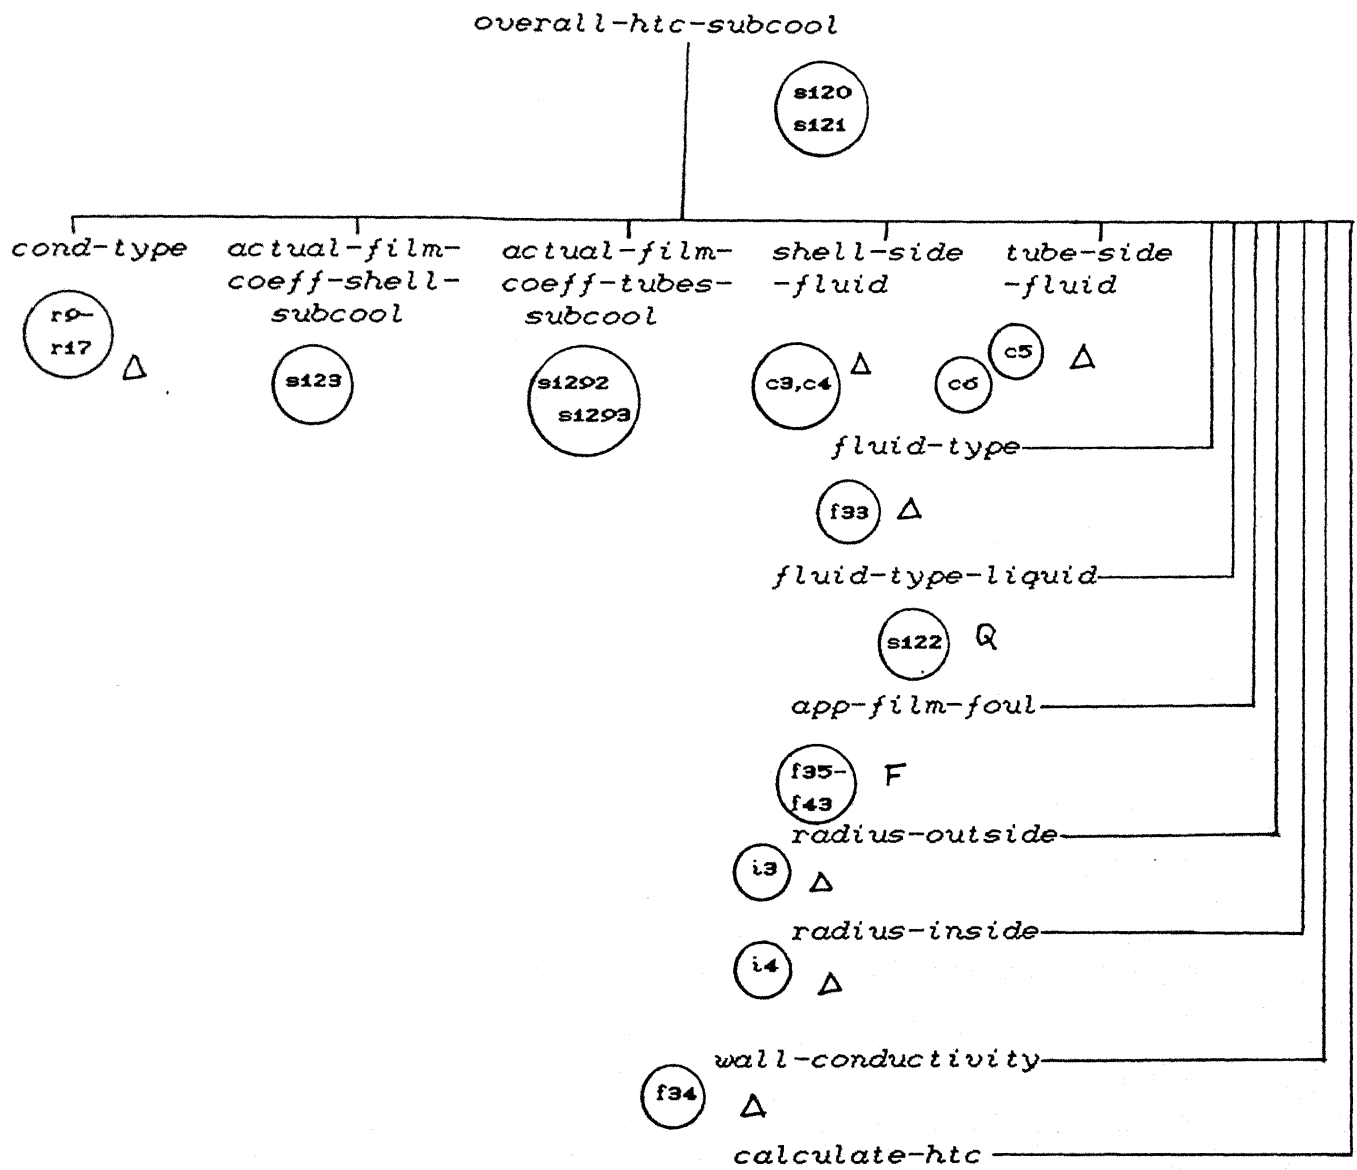 overall-htc-subcool
s120
s121
cond-type
actual-film-
coeff-shell-
subcool
actual-film-
coeff-tubes-
subcool
shell-side
-fluid
tube-side
-fluid
r9-
r17
Δ
s123
s1292
s1293
c3,c4
Δ
c6
c5
Δ
fluid-type
f33
Δ
fluid-type-liquid
s122
Q
app-film-foul
f35-
f43
F
radius-outside
i3
Δ
radius-inside
i4
Δ
wall-conductivity
f34
Δ
calculate-htc